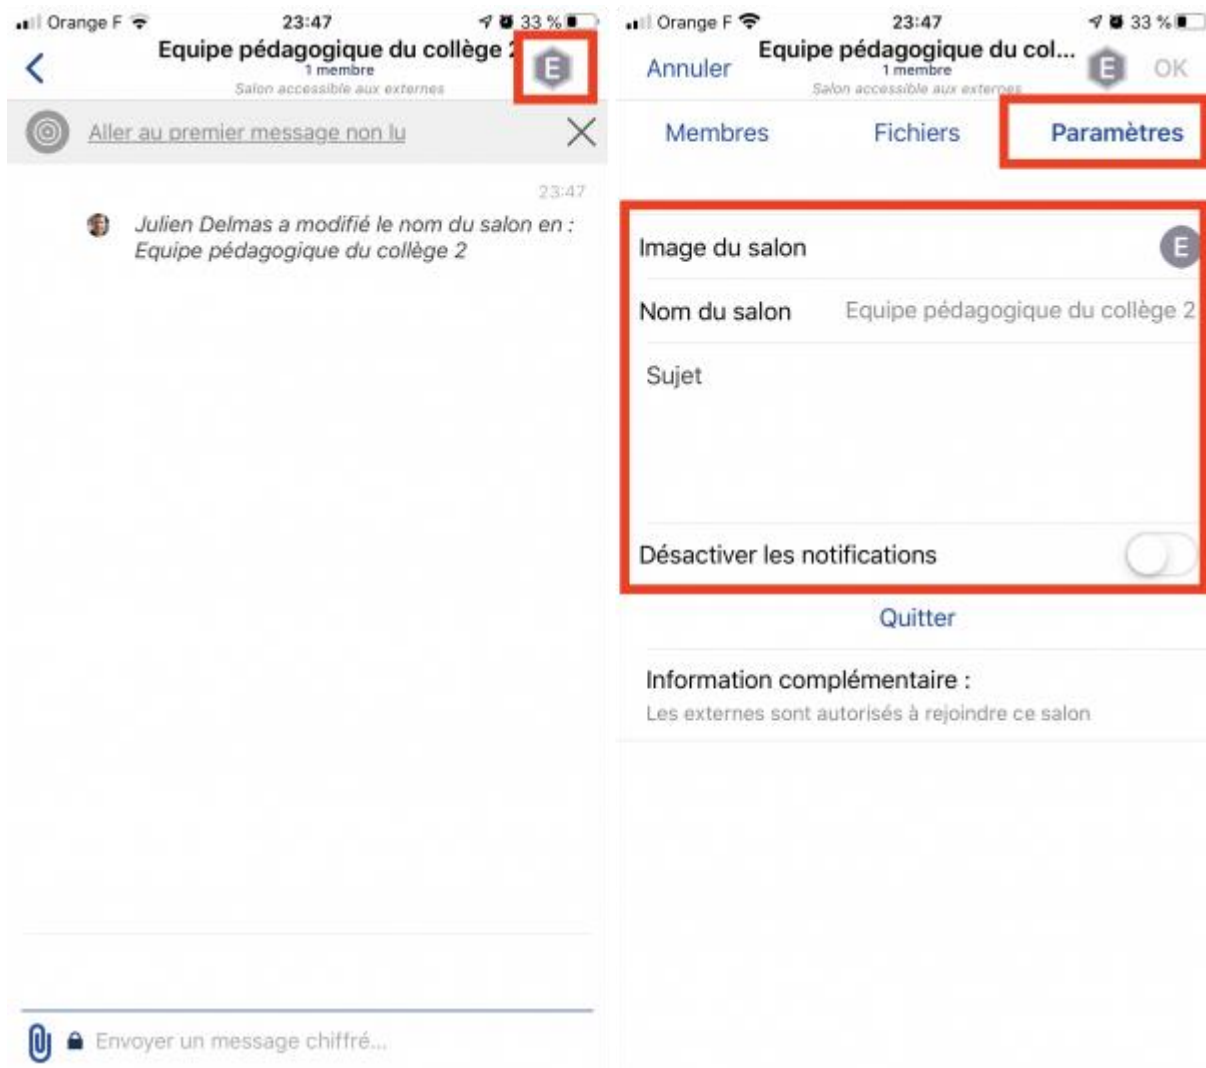 Orange F 23:47 33 %
Equipe pédagogique du collège 2
E
1 membre
Salon accessible aux externes
Aller au premier message non lu
23:47
Julien Delmas a modifié le nom du salon en :
Equipe pédagogique du collège 2
Envoyer un message chiffré...
Orange F 23:47 33 %
Annuler Equipe pédagogique du col... E OK
1 membre
Salon accessible aux externes
Membres Fichiers Paramètres
Image du salon E
Nom du salon Equipe pédagogique du collège 2
Sujet
Désactiver les notifications
Quitter
Information complémentaire :
Les externes sont autorisés à rejoindre ce salon